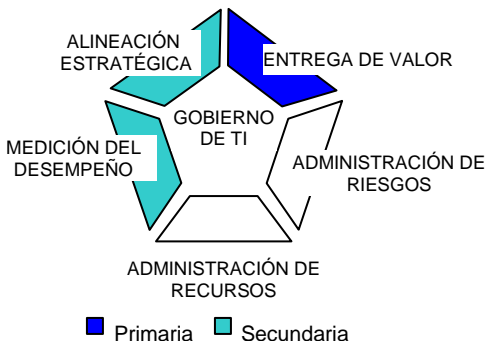 ALINEACIÓN
ESTRATÉGICA
ENTREGA DE VALOR
GOBIERNO
DE TI
MEDICIÓN DEL
DESEMPEÑO
ADMINISTRACIÓN DE
RIESGOS
ADMINISTRACIÓN DE
RECURSOS
Primaria Secundaria